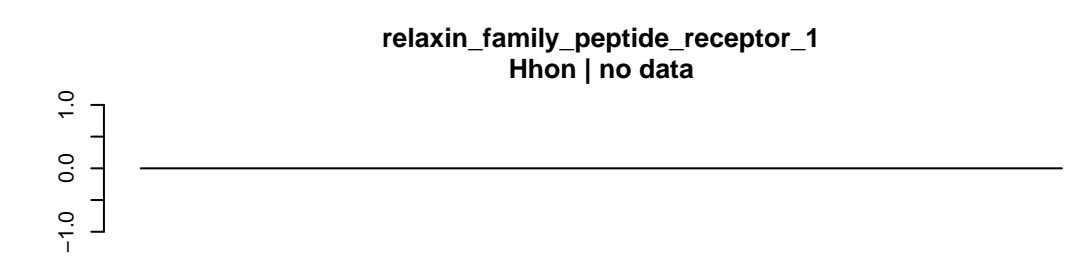 relaxin_family_peptide_receptor_1
Hhon | no data
1.0
0.0
−1.0